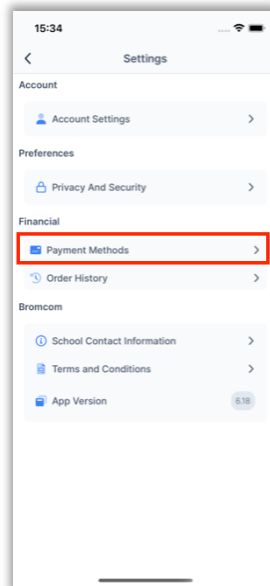 15:34
Settings
Account
Account Settings
Preferences
Privacy And Security
Financial
Payment Methods
Order History
Bromcom
School Contact Information
Terms and Conditions
App Version 6.18